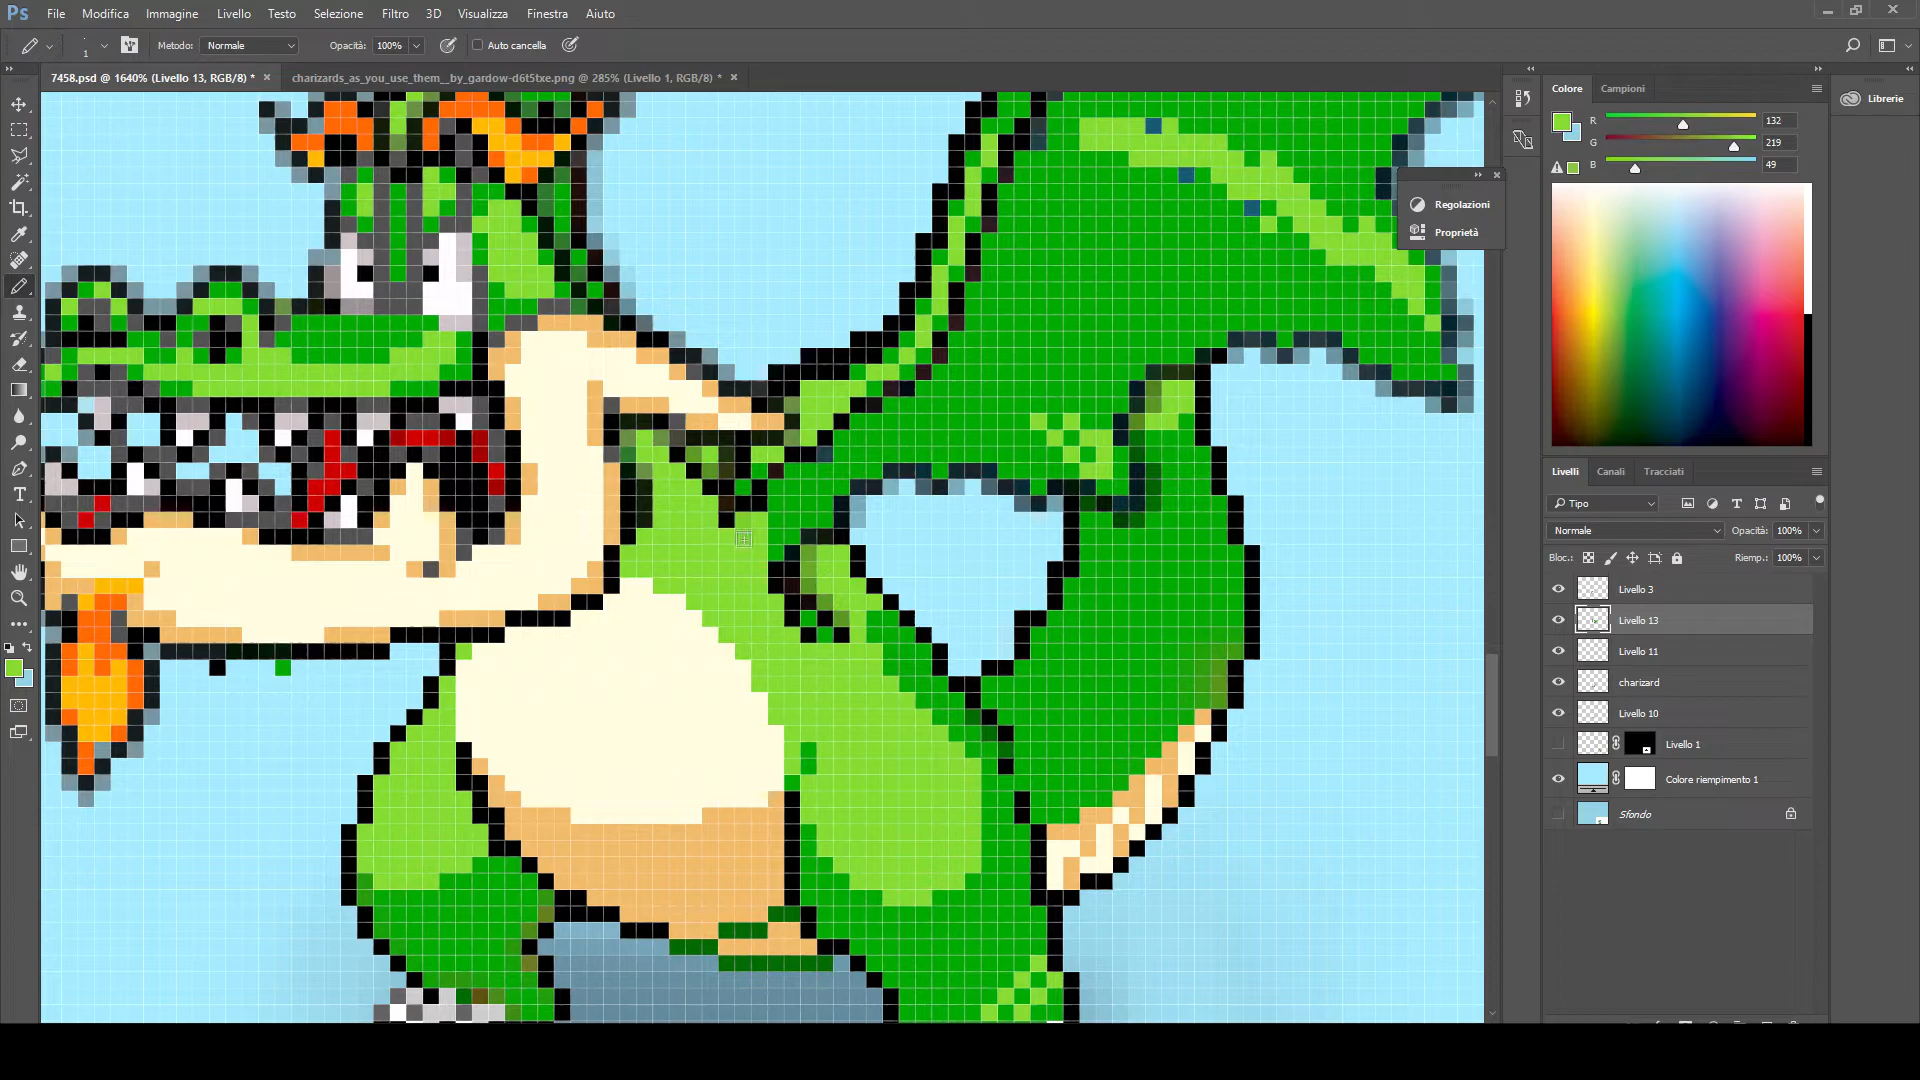 Ps File Modifica Immagine Livello Testo Selezione Filtro 3D Visualizza Finestra Aiuto
1 Metodo: Normale Opacità: 100% Auto cancella
7458.psd @ 1640% (Livello 13, RGB/8) * charizards_as_you_use_them__by_gardow-d6t5txe.png @ 285% (Livello 1, RGB/8) *
Colore Campioni
Librerie
R 132
G 219
B 49
Regolazioni
Proprietà
Livelli Canali Tracciati
Tipo
Normale Opacità: 100%
Bloc.: Riemp.: 100%
Livello 3
Livello 13
Livello 11
charizard
Livello 10
Livello 1
Colore riempimento 1
Sfondo